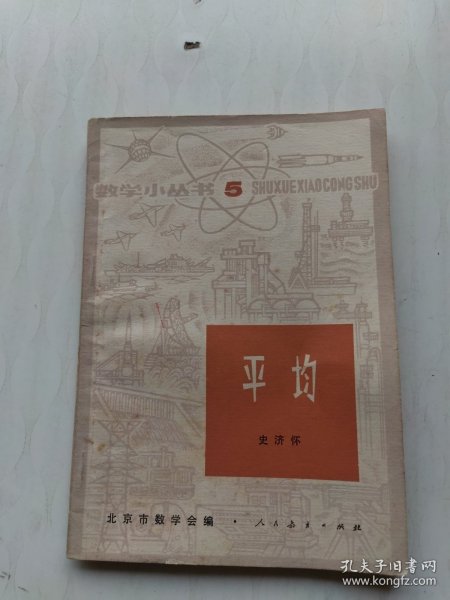 数学小丛书 5 SHUXUEXIAOCONGSHU
平均
史济怀
北京市数学会编 · 人民教育出版社
孔夫子旧书网
www.kongfz.com